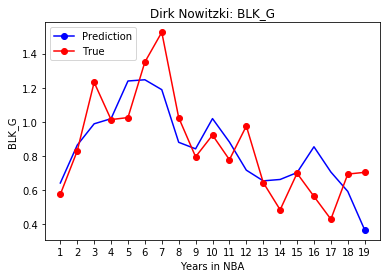 Dirk Nowitzki: BLK_G
Prediction
True
1.4
1.2
1.0
0.8
0.6
0.4
BLK_G
1 2 3 4 5 6 7 8 9 10 11 12 13 14 15 16 17 18 19
Years in NBA